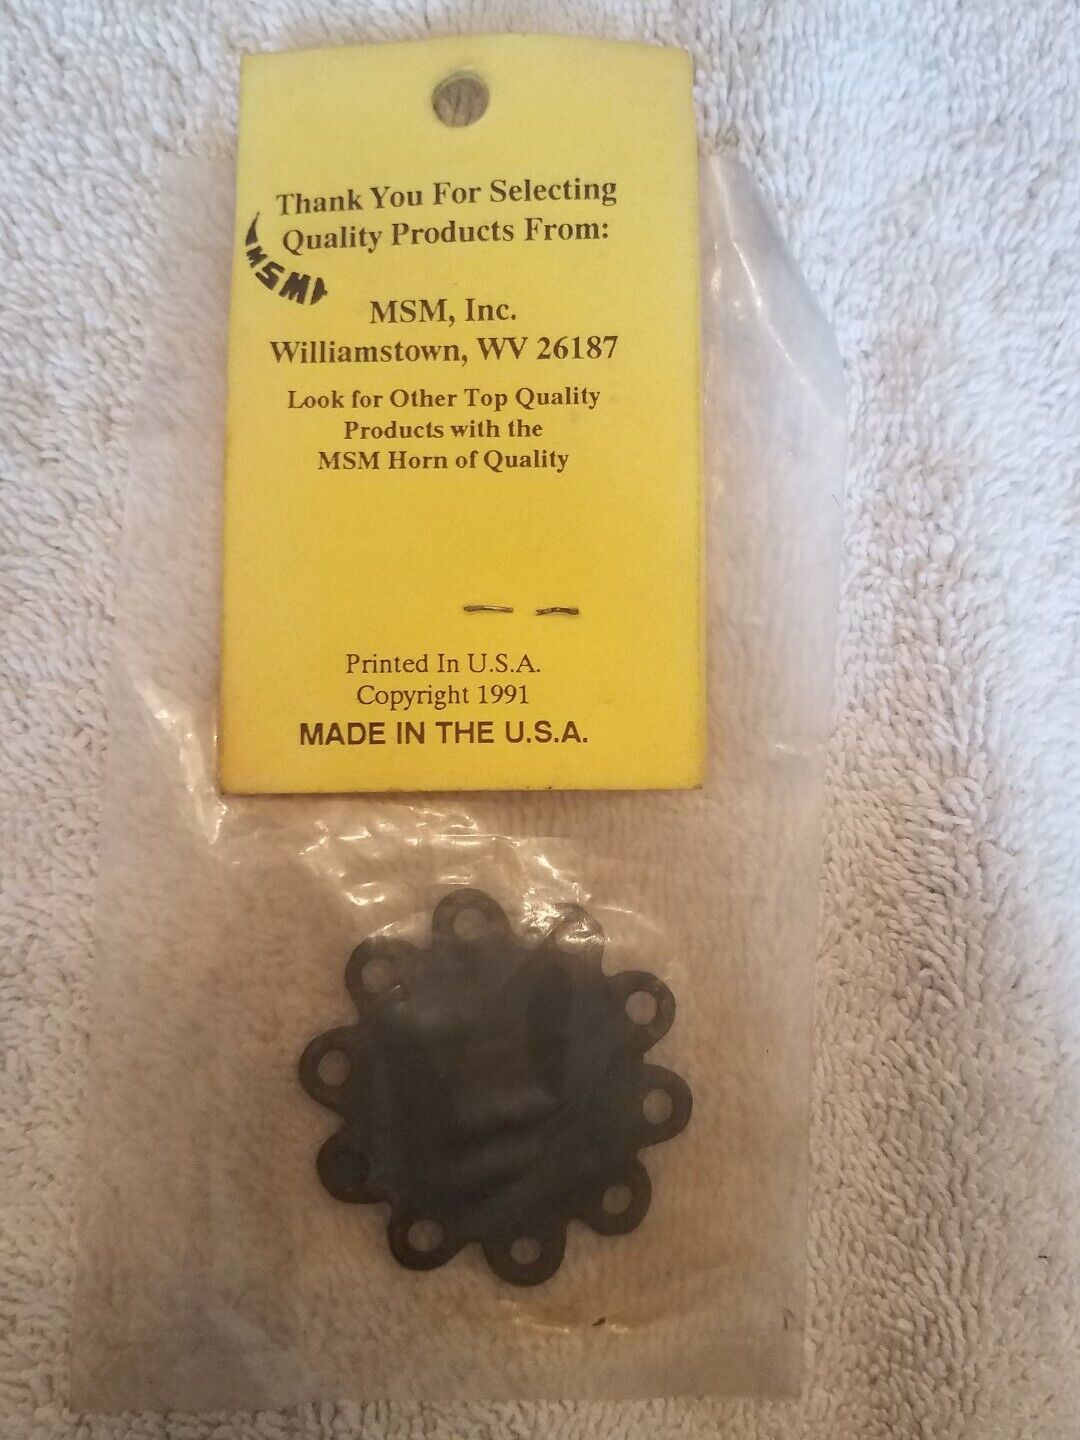 Thank You For Selecting
Quality Products From:
MSM
MSM, Inc.
Williamstown, WV 26187
Look for Other Top Quality
Products with the
MSM Horn of Quality
Printed In U.S.A.
Copyright 1991
MADE IN THE U.S.A.